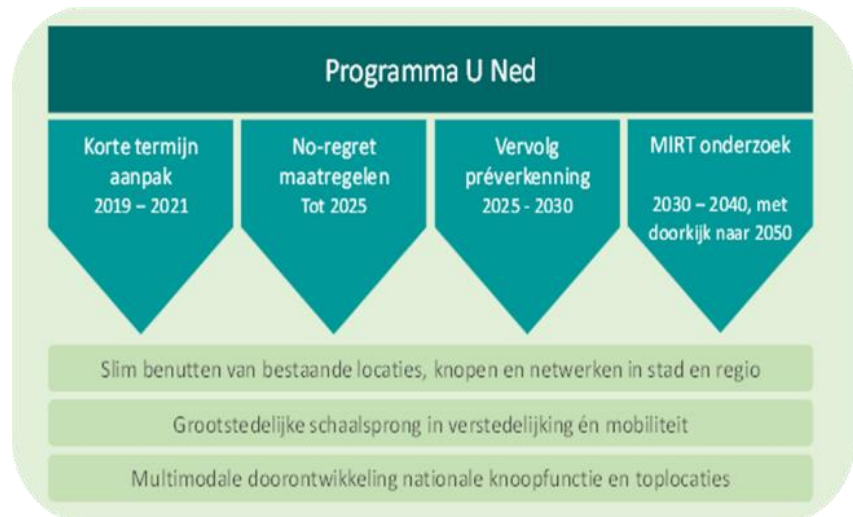 Programma U Ned
Korte termijn
aanpak
2019 – 2021
No-regret
maatregelen
Tot 2025
Vervolg
préverkenning
2025 - 2030
MIRT onderzoek
2030 – 2040, met
doorkijk naar 2050
Slim benutten van bestaande locaties, knopen en netwerken in stad en regio
Grootstedelijke schaalsprong in verstedelijking én mobiliteit
Multimodale doorontwikkeling nationale knoopfunctie en toplocaties